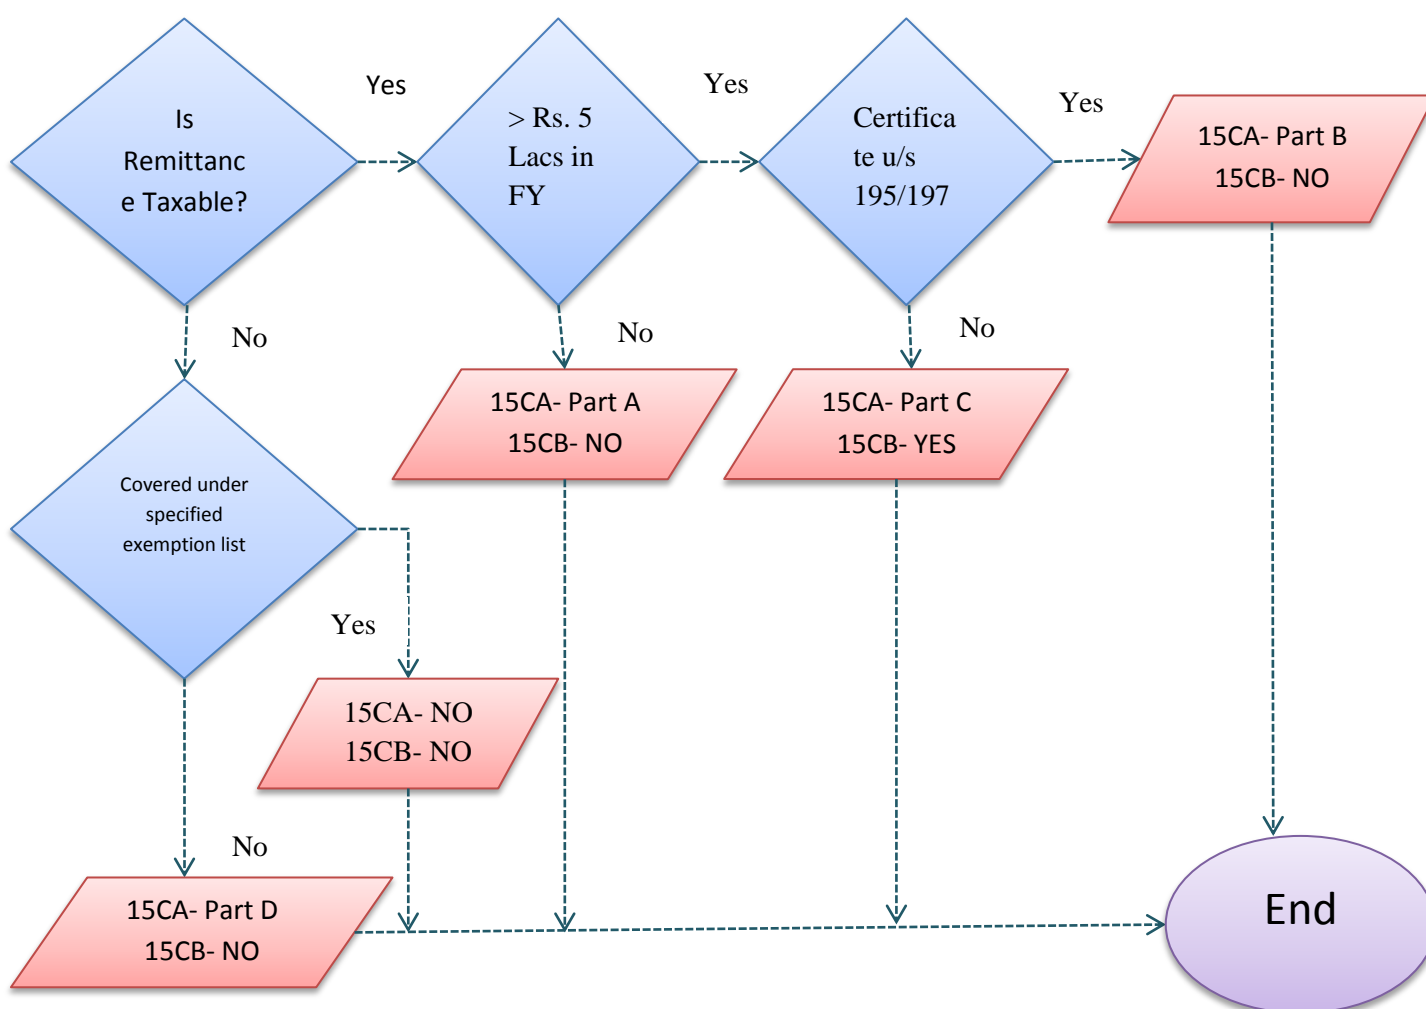 Is
Remittanc
e Taxable?
Yes
> Rs. 5
Lacs in
FY
Yes
Certifica
te u/s
195/197
Yes
15CA- Part B
15CB- NO
No
No
No
15CA- Part A
15CB- NO
15CA- Part C
15CB- YES
Covered under
specified
exemption list
Yes
15CA- NO
15CB- NO
No
15CA- Part D
15CB- NO
End